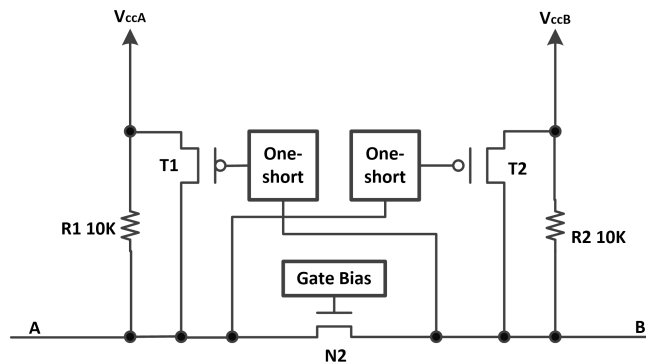 VccA
VccB
T1
One-
short
One-
short
T2
R1 10K
R2 10K
Gate Bias
A
B
N2